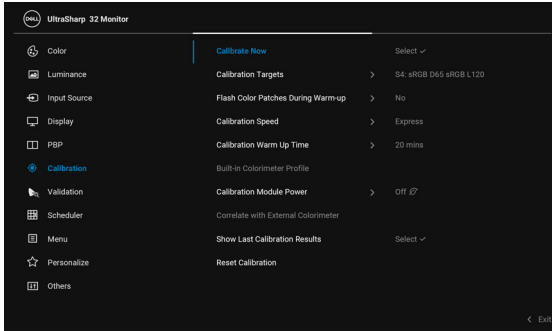 DELL UltraSharp 32 Monitor
Color
Luminance
Input Source
Display
PBP
Calibration
Validation
Scheduler
Menu
Personalize
Others
Calibrate Now Select ✓
Calibration Targets > S4: sRGB D65 sRGB L120
Flash Color Patches During Warm-up > No
Calibration Speed > Express
Calibration Warm Up Time > 20 mins
Built-in Colorimeter Profile
Calibration Module Power > Off
Correlate with External Colorimeter
Show Last Calibration Results Select ✓
Reset Calibration
< Exit